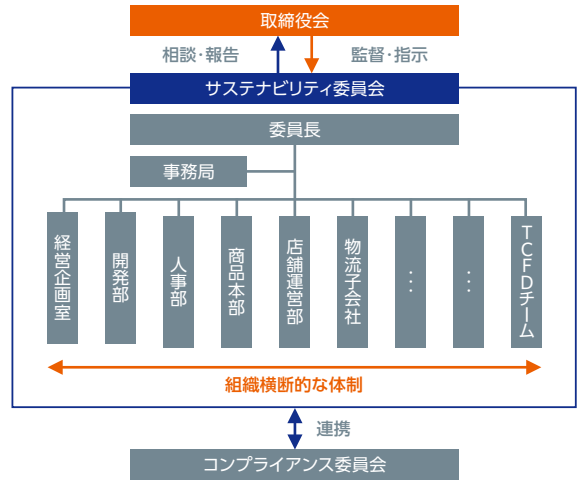 取締役会
相談・報告
監督・指示
サステナビリティ委員会
委員長
事務局
経営企画室
開発部
人事部
商品本部
店舗運営部
物流子会社
…
…
TCFDチーム
組織横断的な体制
連携
コンプライアンス委員会